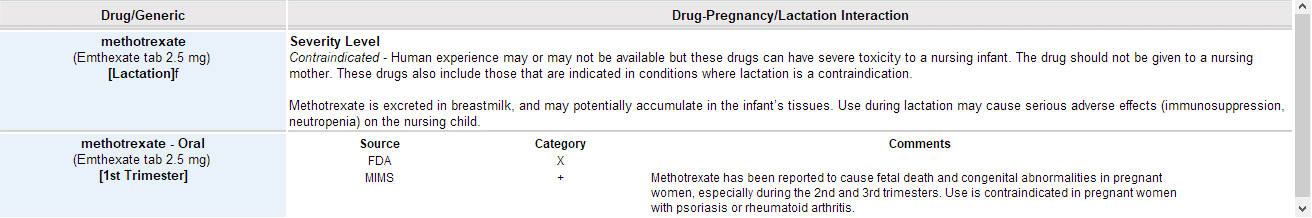 Drug/Generic Drug-Pregnancy/Lactation Interaction
methotrexate
(Emthexate tab 2.5 mg)
[Lactation]f
Severity Level
Contraindicated - Human experience may or may not be available but these drugs can have severe toxicity to a nursing infant. The drug should not be given to a nursing
mother. These drugs also include those that are indicated in conditions where lactation is a contraindication.
Methotrexate is excreted in breastmilk, and may potentially accumulate in the infant's tissues. Use during lactation may cause serious adverse effects (immunosuppression,
neutropenia) on the nursing child.
methotrexate - Oral
(Emthexate tab 2.5 mg)
[1st Trimester]
Source Category Comments
FDA X
MIMS + Methotrexate has been reported to cause fetal death and congenital abnormalities in pregnant
women, especially during the 2nd and 3rd trimesters. Use is contraindicated in pregnant women
with psoriasis or rheumatoid arthritis.